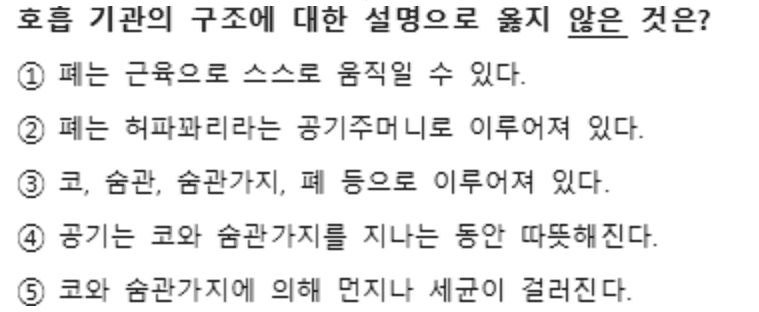 호흡 기관의 구조에 대한 설명으로 옳지 않은 것은?
① 폐는 근육으로 스스로 움직일 수 있다.
② 폐는 허파꽈리라는 공기주머니로 이루어져 있다.
③ 코, 숨관, 숨관가지, 폐 등으로 이루어져 있다.
④ 공기는 코와 숨관가지를 지나는 동안 따뜻해진다.
⑤ 코와 숨관가지에 의해 먼지나 세균이 걸러진다.